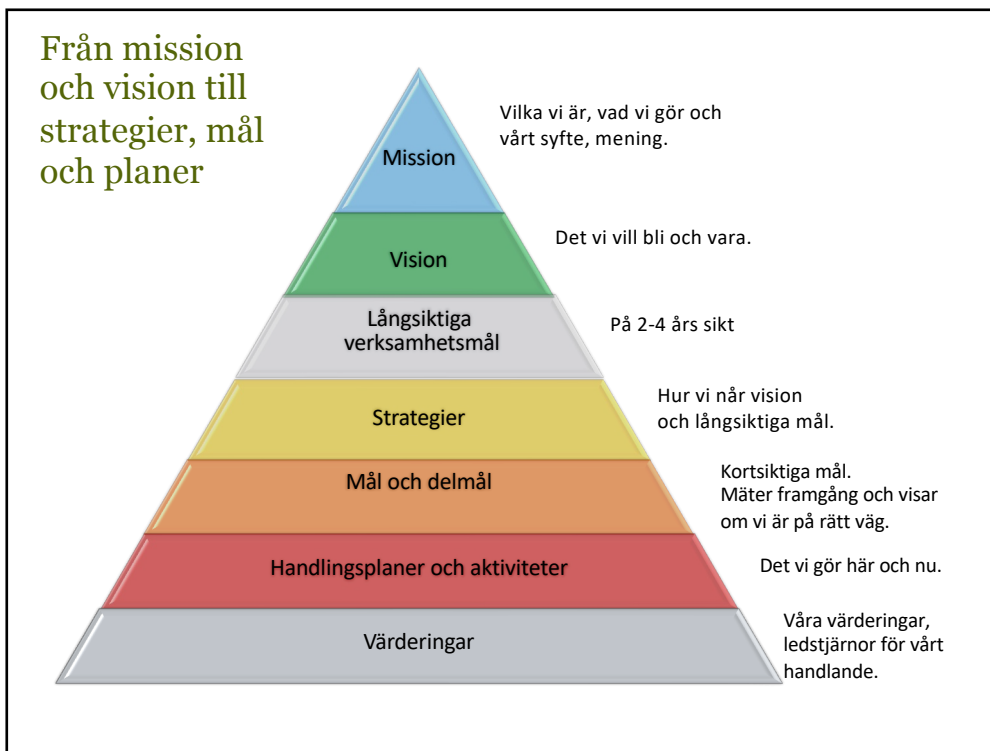 Från mission
och vision till
strategier, mål
och planer
Mission
Vilka vi är, vad vi gör och
vårt syfte, mening.
Vision
Det vi vill bli och vara.
Långsiktiga
verksamhetsmål
På 2-4 års sikt
Strategier
Hur vi når vision
och långsiktiga mål.
Mål och delmål
Kortsiktiga mål.
Mäter framgång och visar
om vi är på rätt väg.
Handlingsplaner och aktiviteter
Det vi gör här och nu.
Värderingar
Våra värderingar,
ledstjärnor för vårt
handlande.